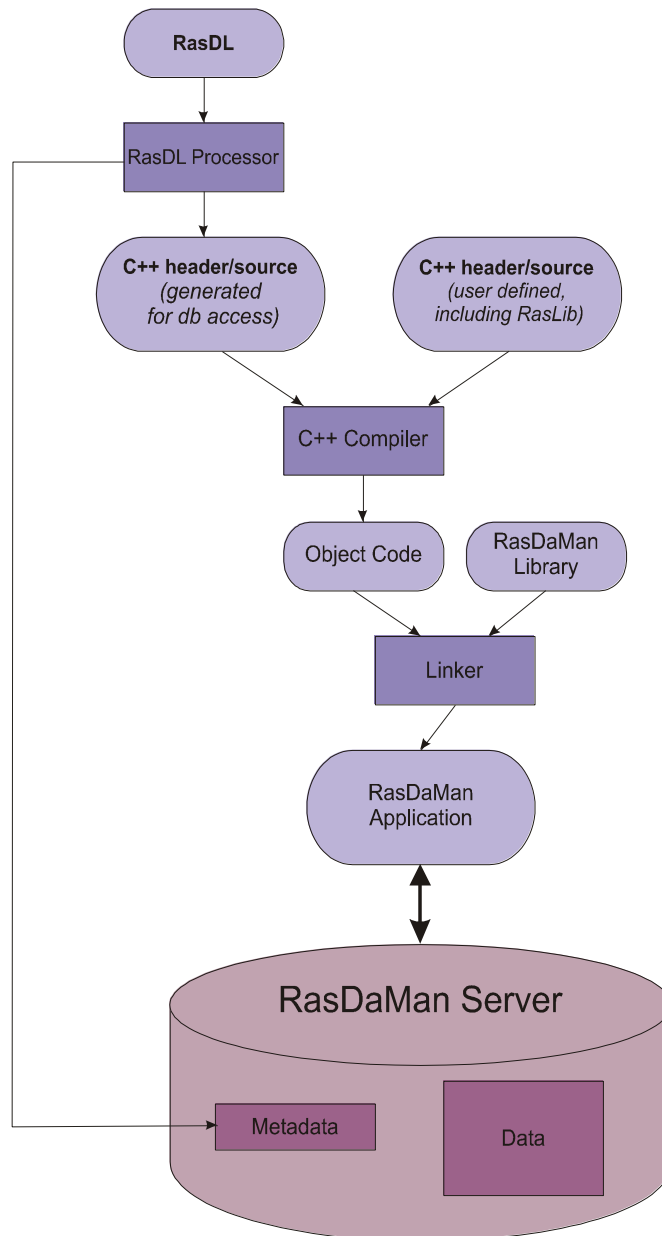 RasDL
RasDL Processor
C++ header/source
(generated
for db access)
C++ header/source
(user defined,
including RasLib)
C++ Compiler
Object Code
RasDaMan
Library
Linker
RasDaMan
Application
RasDaMan Server
Metadata
Data